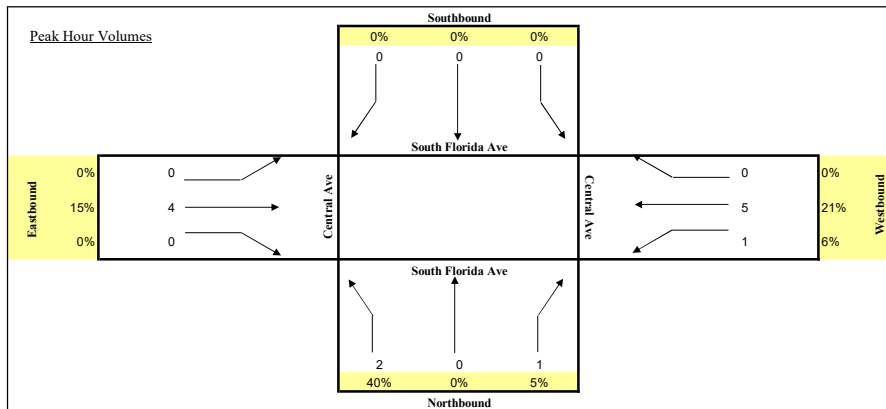 Southbound
Peak Hour Volumes
0% 0% 0%
0 0 0
South Florida Ave
Eastbound
0% 0
15% 4
0% 0
Central Ave
Central Ave
0 0%
5 21%
1 6%
Westbound
South Florida Ave
2 0 1
40% 0% 5%
Northbound